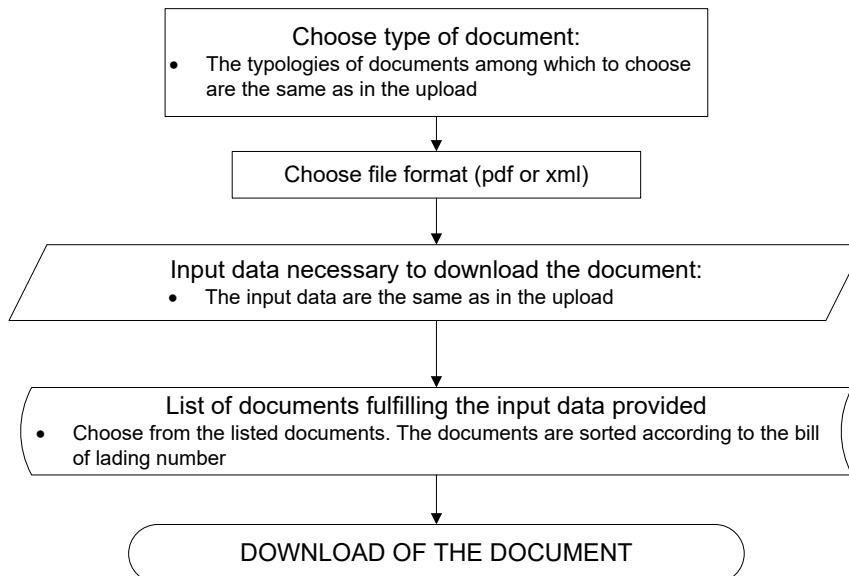 Choose type of document:
• The typologies of documents among which to choose
are the same as in the upload
Choose file format (pdf or xml)
Input data necessary to download the document:
• The input data are the same as in the upload
List of documents fulfilling the input data provided
• Choose from the listed documents. The documents are sorted according to the bill
of lading number
DOWNLOAD OF THE DOCUMENT